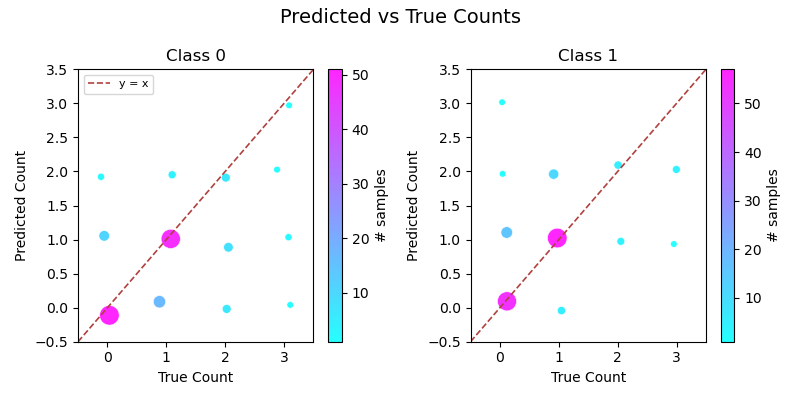 Predicted vs True Counts
Class 0
Class 1
y = x
3.5
3.0
2.5
2.0
1.5
1.0
0.5
0.0
−0.5
Predicted Count
0 1 2 3
True Count
50
40
30
20
10
# samples
3.5
3.0
2.5
2.0
1.5
1.0
0.5
0.0
−0.5
Predicted Count
0 1 2 3
True Count
50
40
30
20
10
# samples